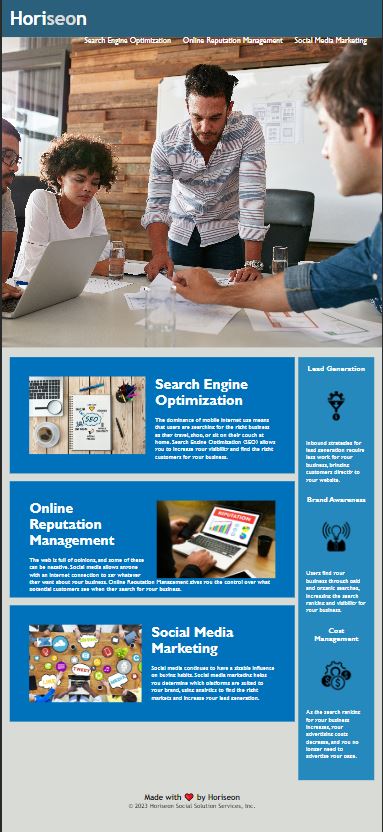 Horiseon
Search Engine Optimization Online Reputation Management Social Media Marketing
Search Engine
Optimization
The dominance of mobile internet use means
that users are searching for the right business
as they travel, shop, or sit on their couch at
home. Search Engine Optimization (SEO) allows
you to increase your visibility and find the right
customers for your business.
SEO
Online
Reputation
Management
The web is full of opinions, and some of these
can be negative. Social media allows anyone
with an internet connection to say whatever
they want about your business. Online Reputation Management gives you the control over what
potential customers see when they search for your business.
REPUTATION
Social Media
Marketing
Social media continues to have a sizable influence
on buying habits. Social media marketing helps
you determine which platforms are suited to
your brand, using analytics to find the right
markets and increase your lead generation.
TWEET
LIKE
Lead Generation
Inbound strategies for
lead generation require
less work for your
business, bringing
customers directly to
your website.
Brand Awareness
Users find your
business through paid
and organic searches,
increasing the search
ranking and visibility for
your business.
Cost
Management
As the search ranking
for your business
increases, your
advertising costs
decrease, and you no
longer need to
advertise your page.
Made with ❤️ by Horiseon
© 2023 Horiseon Social Solution Services, Inc.